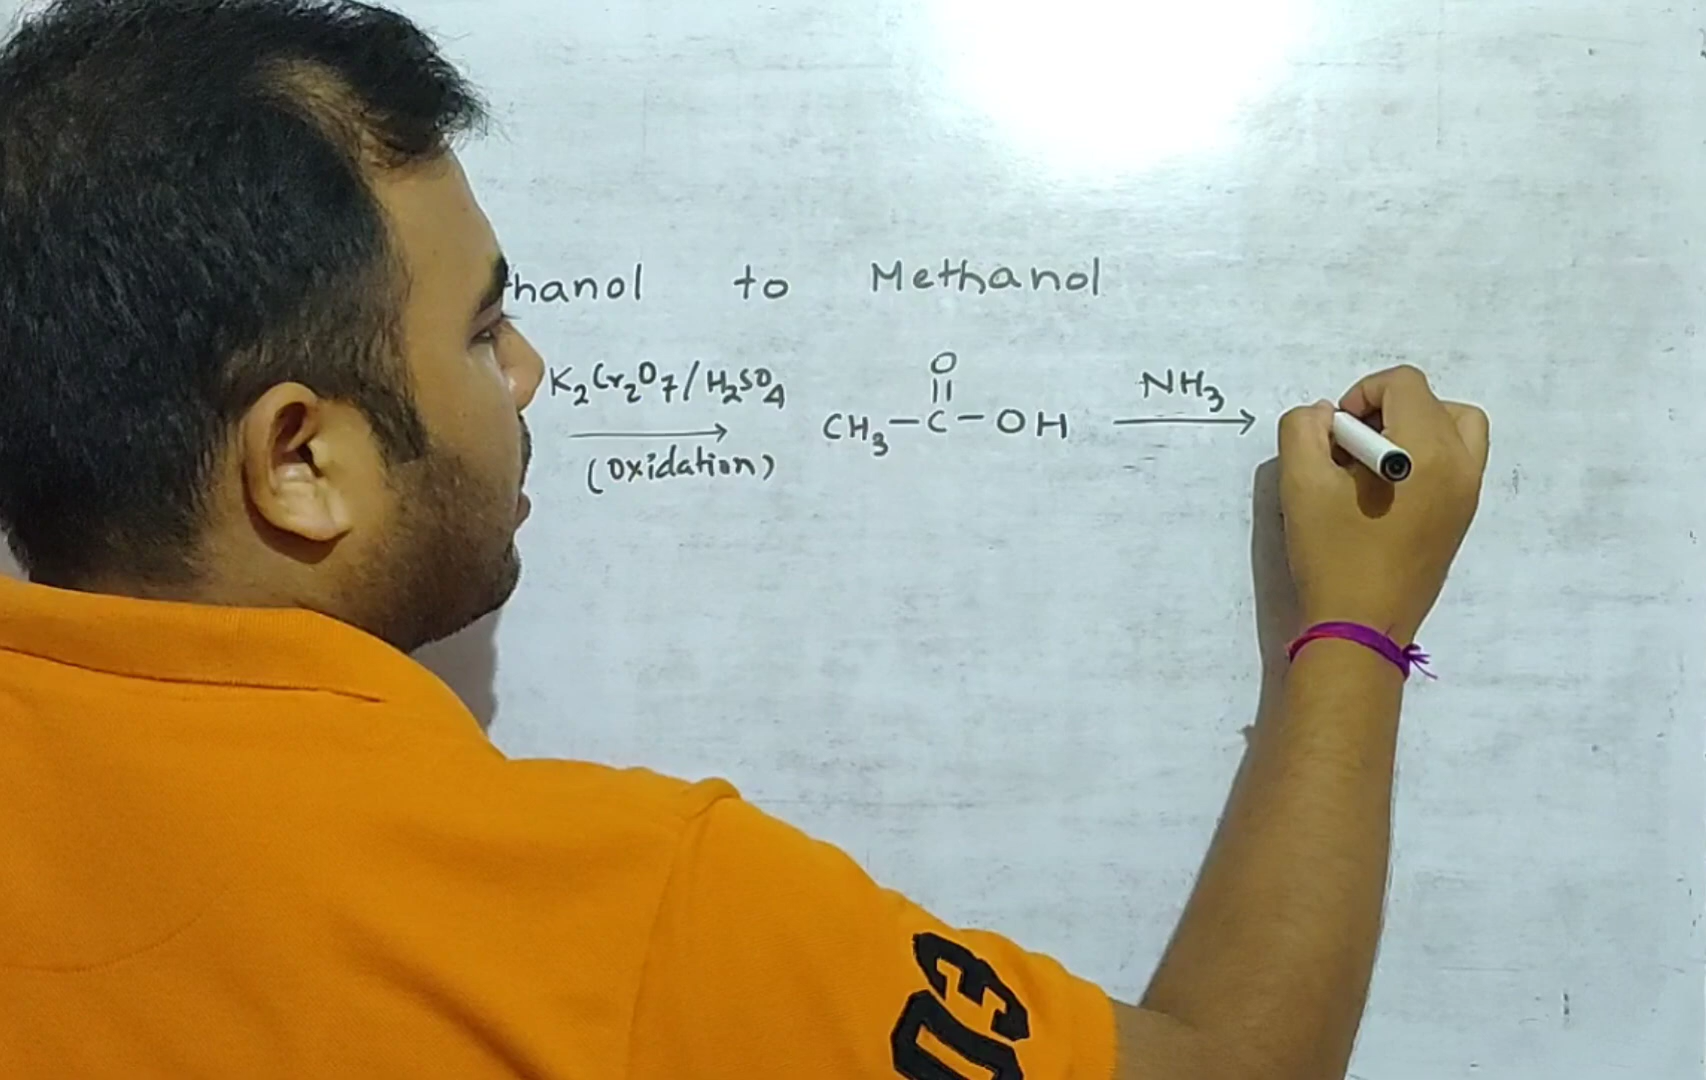 hanol to Methanol
K₂Cr₂O₇/H₂SO₄
(Oxidation)
O
||
CH₃-C-OH
NH₃